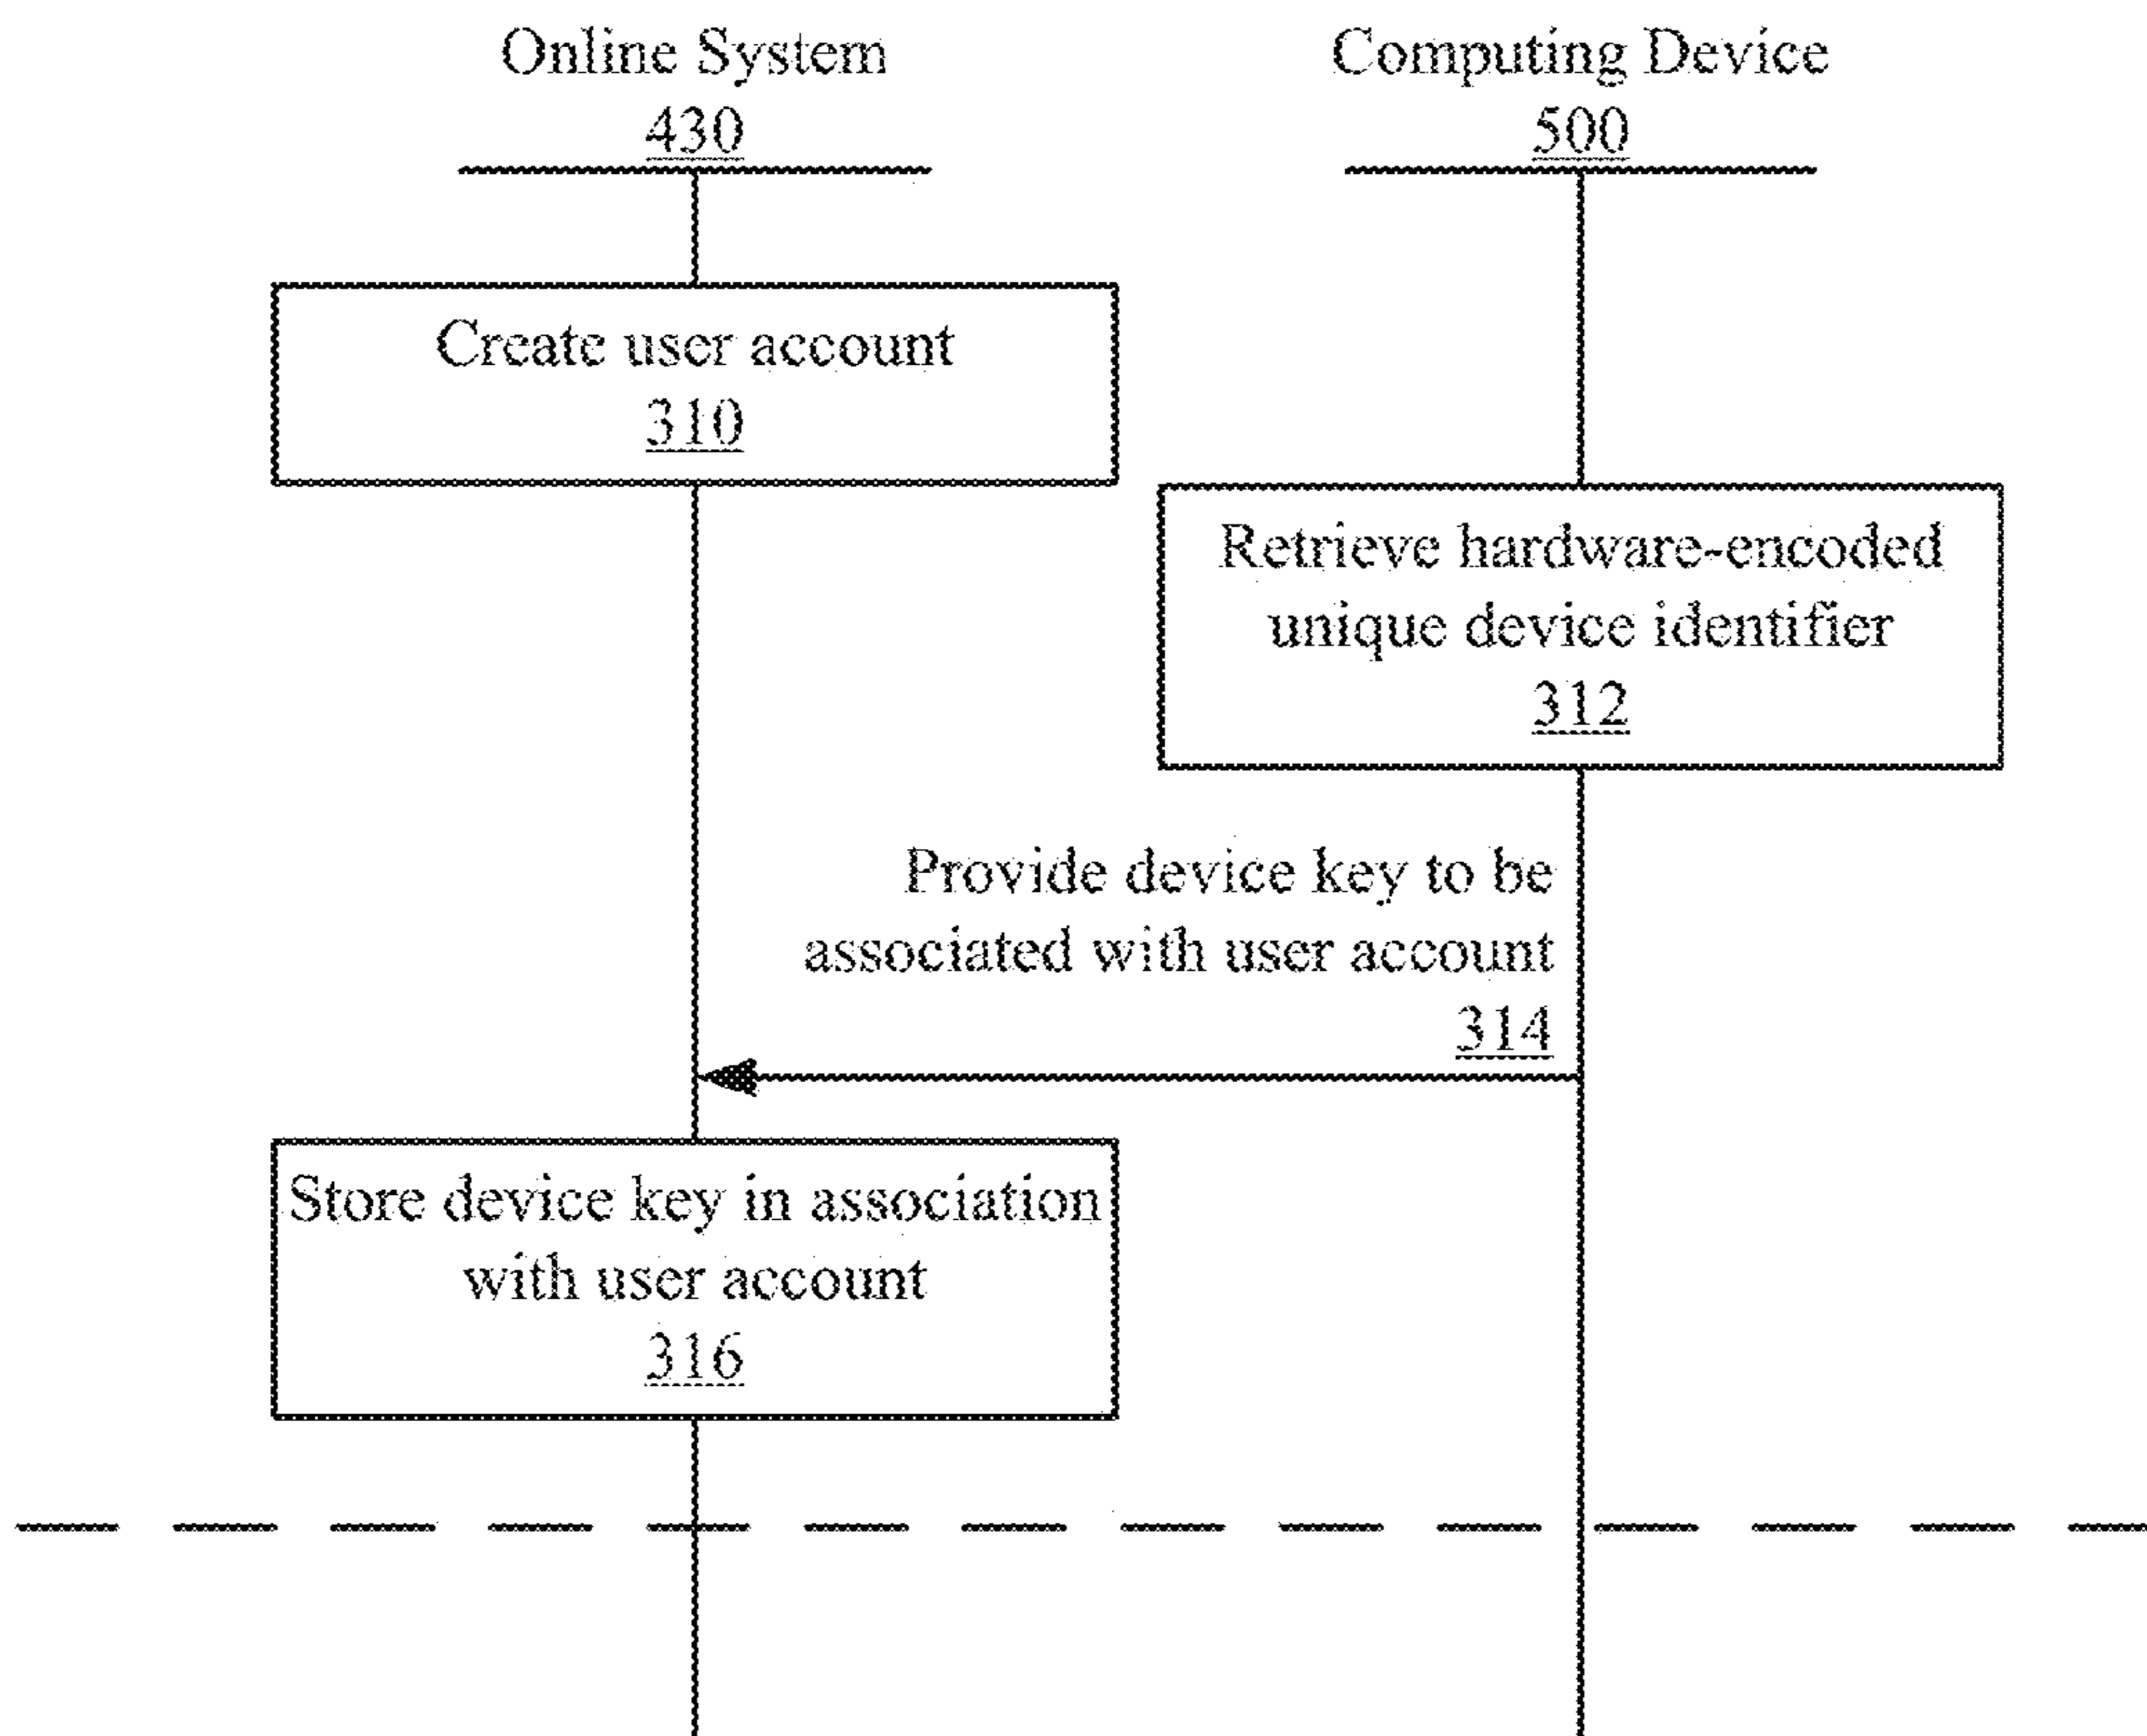 Online System
430
Computing Device
500
Create user account
310
Retrieve hardware-encoded
unique device identifier
312
Provide device key to be
associated with user account
314
Store device key in association
with user account
316